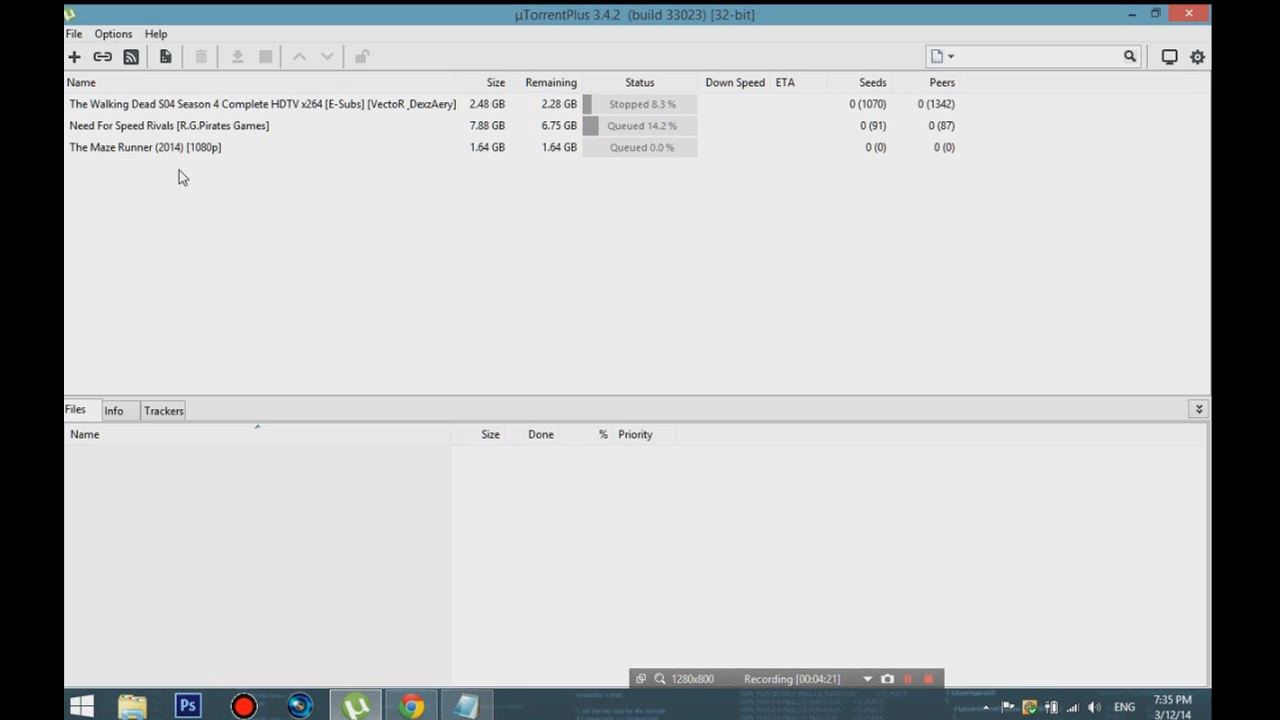 µTorrentPlus 3.4.2 (build 33023) [32-bit]
File Options Help
Name Size Remaining Status Down Speed ETA Seeds Peers
The Walking Dead S04 Season 4 Complete HDTV x264 [E-Subs] [VectoR_DexzAery] 2.48 GB 2.28 GB Stopped 8.3 % 0 (1070) 0 (1342)
Need For Speed Rivals [R.G.Pirates Games] 7.88 GB 6.75 GB Queued 14.2 % 0 (91) 0 (87)
The Maze Runner (2014) [1080p] 1.64 GB 1.64 GB Queued 0.0 % 0 (0) 0 (0)
Files Info Trackers
Name Size Done % Priority
1280x800 Recording [00:04:21]
Ps
ENG
7:35 PM
3/12/14